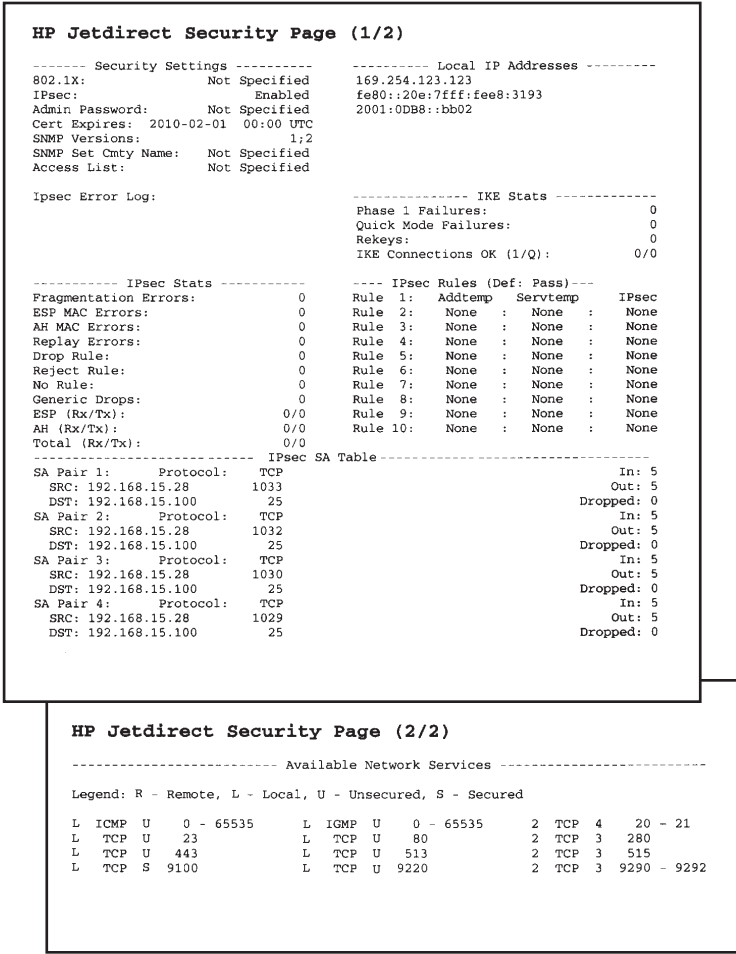 HP Jetdirect Security Page (1/2)
------- Security Settings ----------
802.1X: Not Specified
IPsec: Enabled
Admin Password: Not Specified
Cert Expires: 2010-02-01 00:00 UTC
SNMP Versions: 1;2
SNMP Set Cmty Name: Not Specified
Access List: Not Specified
---------- Local IP Addresses ---------
169.254.123.123
fe80::20e:7fff:fee8:3193
2001:0DB8::bb02
Ipsec Error Log:
--------------- IKE Stats -------------
Phase 1 Failures: 0
Quick Mode Failures: 0
Rekeys: 0
IKE Connections OK (1/Q): 0/0
----------- IPsec Stats -----------
Fragmentation Errors: 0
ESP MAC Errors: 0
AH MAC Errors: 0
Replay Errors: 0
Drop Rule: 0
Reject Rule: 0
No Rule: 0
Generic Drops: 0
ESP (Rx/Tx): 0/0
AH (Rx/Tx): 0/0
Total (Rx/Tx): 0/0
---- IPsec Rules (Def: Pass)---
Rule 1: Addtemp Servtemp IPsec
Rule 2: None : None : None
Rule 3: None : None : None
Rule 4: None : None : None
Rule 5: None : None : None
Rule 6: None : None : None
Rule 7: None : None : None
Rule 8: None : None : None
Rule 9: None : None : None
Rule 10: None : None : None
---------------------------- IPsec SA Table----------------------------------
SA Pair 1: Protocol: TCP In: 5
SRC: 192.168.15.28 1033 Out: 5
DST: 192.168.15.100 25 Dropped: 0
SA Pair 2: Protocol: TCP In: 5
SRC: 192.168.15.28 1032 Out: 5
DST: 192.168.15.100 25 Dropped: 0
SA Pair 3: Protocol: TCP In: 5
SRC: 192.168.15.28 1030 Out: 5
DST: 192.168.15.100 25 Dropped: 0
SA Pair 4: Protocol: TCP In: 5
SRC: 192.168.15.28 1029 Out: 5
DST: 192.168.15.100 25 Dropped: 0
HP Jetdirect Security Page (2/2)
-------------------------- Available Network Services --------------------------
Legend: R - Remote, L - Local, U - Unsecured, S - Secured
L ICMP U 0 - 65535 L IGMP U 0 - 65535 2 TCP 4 20 - 21
L TCP U 23 L TCP U 80 2 TCP 3 280
L TCP U 443 L TCP U 513 2 TCP 3 515
L TCP S 9100 L TCP U 9220 2 TCP 3 9290 - 9292